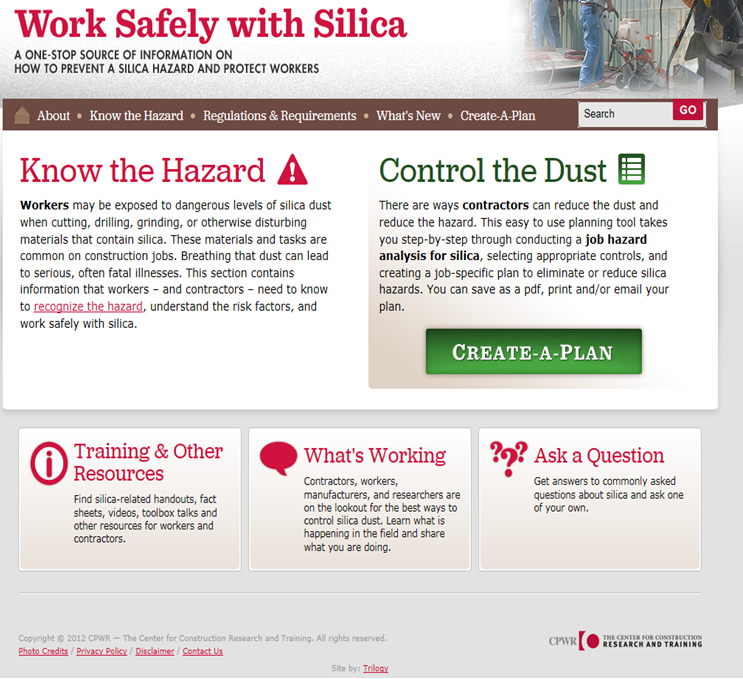 Work Safely with Silica
A ONE-STOP SOURCE OF INFORMATION ON
HOW TO PREVENT A SILICA HAZARD AND PROTECT WORKERS
About • Know the Hazard • Regulations & Requirements • What's New • Create-A-Plan
Search GO
Know the Hazard
Workers may be exposed to dangerous levels of silica dust
when cutting, drilling, grinding, or otherwise disturbing
materials that contain silica. These materials and tasks are
common on construction jobs. Breathing that dust can lead
to serious, often fatal illnesses. This section contains
information that workers – and contractors – need to know
to recognize the hazard, understand the risk factors, and
work safely with silica.
Control the Dust
There are ways contractors can reduce the dust and
reduce the hazard. This easy to use planning tool takes
you step-by-step through conducting a job hazard
analysis for silica, selecting appropriate controls, and
creating a job-specific plan to eliminate or reduce silica
hazards. You can save as a pdf, print and/or email your
plan.
CREATE-A-PLAN
Training & Other
Resources
Find silica-related handouts, fact
sheets, videos, toolbox talks and
other resources for workers and
contractors.
What's Working
Contractors, workers,
manufacturers, and researchers are
on the lookout for the best ways to
control silica dust. Learn what is
happening in the field and share
what you are doing.
???
Ask a Question
Get answers to commonly asked
questions about silica and ask one
of your own.
Copyright © 2012 CPWR — The Center for Construction Research and Training. All rights reserved.
Photo Credits / Privacy Policy / Disclaimer / Contact Us
CPWR THE CENTER FOR CONSTRUCTION
RESEARCH AND TRAINING
Site by: Trilogy